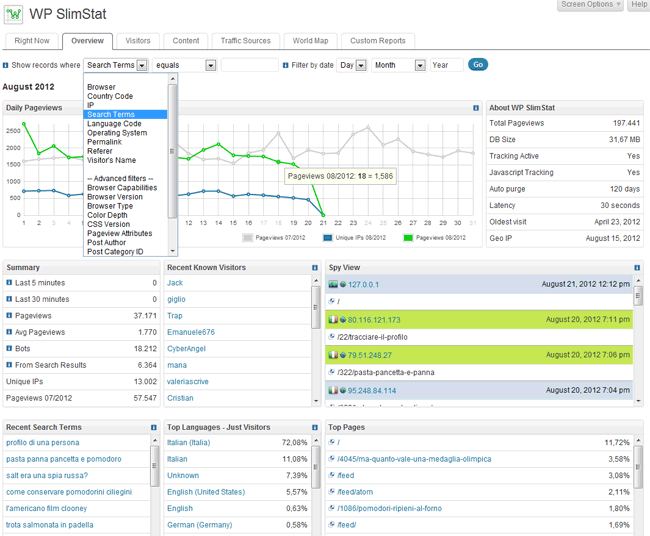 Screen Options Help
WP SlimStat
Right Now Overview Visitors Content Traffic Sources World Map Custom Reports
Show records where Search Terms equals Filter by date Day Month Year Go
August 2012
Browser
Country Code
IP
Search Terms
Language Code
Operating System
Permalink
Referer
Visitor's Name
-- Advanced filters --
Browser Capabilities
Browser Version
Browser Type
Color Depth
CSS Version
Pageview Attributes
Post Author
Post Category ID
Daily Pageviews
2500
2000
1500
1000
500
0
1 2 3 4 5 12 13 14 15 16 17 18 19 20 21 22 23 24 25 26 27 28 29 30 31
Pageviews 08/2012: 18 = 1,586
Pageviews 07/2012 Unique IPs 08/2012 Pageviews 08/2012
About WP SlimStat
Total Pageviews 197.441
DB Size 31,67 MB
Tracking Active Yes
Javascript Tracking Yes
Auto purge 120 days
Latency 30 seconds
Oldest visit April 23, 2012
Geo IP August 15, 2012
Summary
Last 5 minutes 0
Last 30 minutes 0
Pageviews 37.171
Avg Pageviews 1.770
Bots 18.212
From Search Results 6.364
Unique IPs 13.002
Pageviews 07/2012 57.547
Recent Known Visitors
Jack
giglio
Trap
Emanuele676
CyberAngel
mana
valeriascrive
Cristian
Spy View
127.0.0.1 August 21, 2012 12:12 pm
/
80.116.121.173 August 20, 2012 7:11 pm
/22/tracciare-il-profilo
79.51.248.27 August 20, 2012 7:06 pm
/322/pasta-pancetta-e-panna
95.248.84.114 August 20, 2012 7:04 pm
Recent Search Terms
profilo di una persona
pasta panna pancetta e pomodoro
salt era una spia russa?
come conservare pomodorini ciliegini
l'americano film clooney
trota salmonata in padella
Top Languages - Just Visitors
Italian (Italia) 72,08%
Italian 11,08%
Unknown 7,39%
English (United States) 5,57%
English 0,63%
German (Germany) 0,58%
Top Pages
/ 11,72%
/4045/ma-quanto-vale-una-medaglia-olimpica 3,58%
/feed 3,08%
/feed/atom 2,11%
/1086/pomodori-ripieni-al-forno 1,80%
/feed/ 1,69%